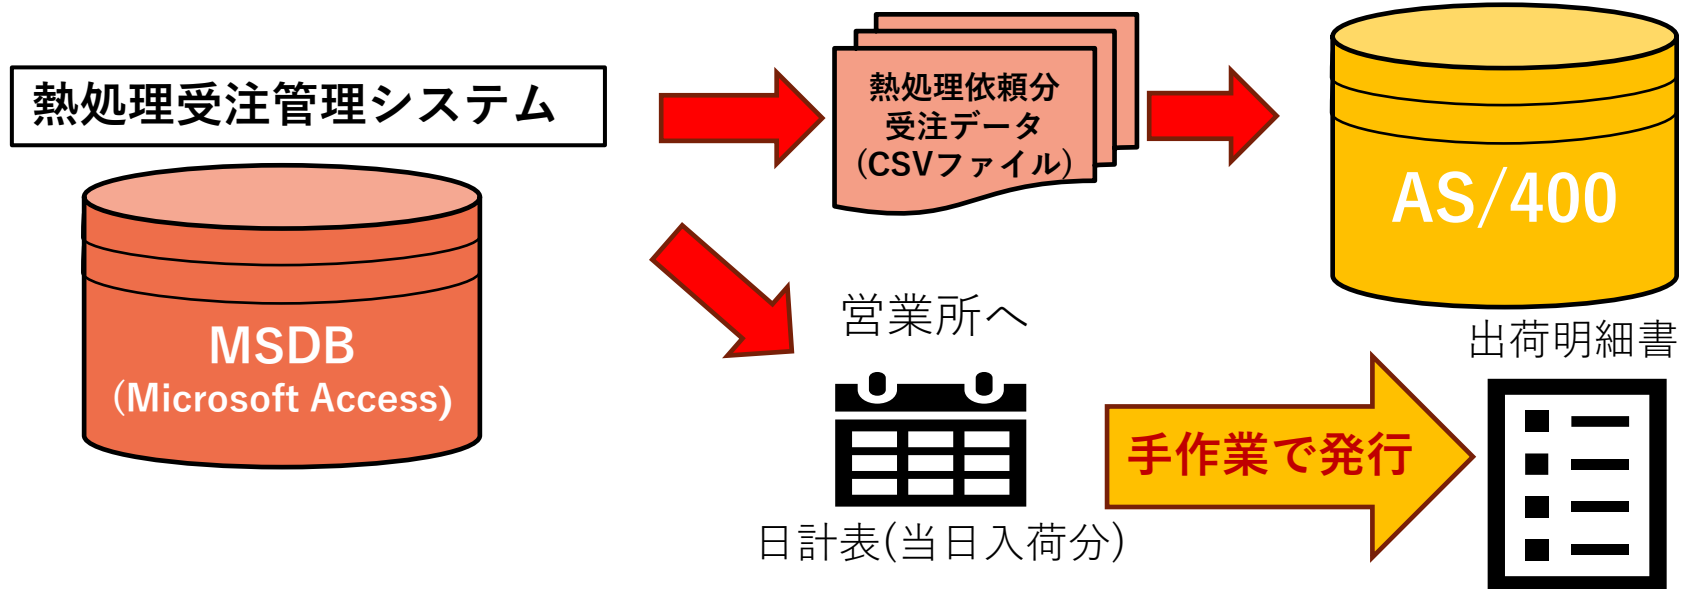 熱処理受注管理システム
熱処理依頼分
受注データ
(CSVファイル)
AS/400
MSDB
(Microsoft Access)
営業所へ
出荷明細書
手作業で発行
日計表(当日入荷分)